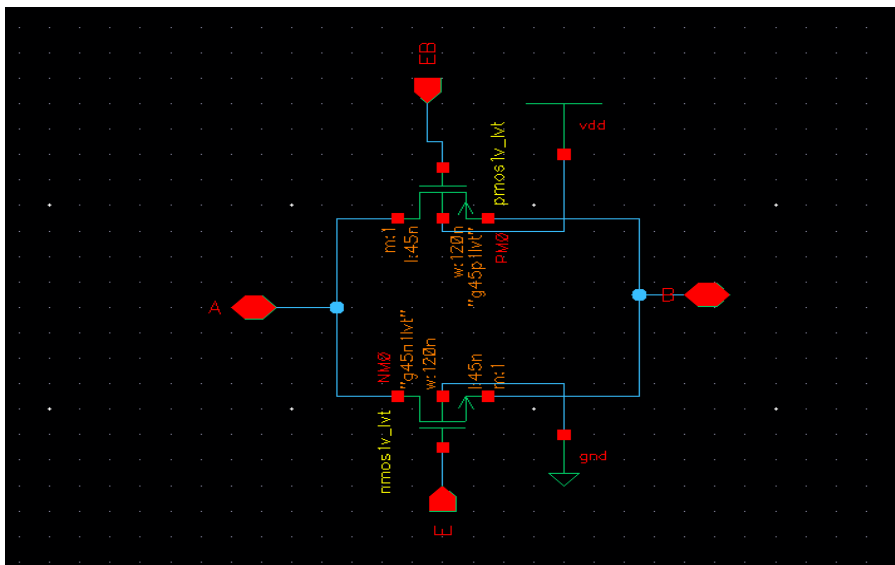 EB
vdd
pmos1v_lvt
m:1
l:45n
w:120n
"g45p1lvt"
PM0
A
B
NM0
"g45n1lvt"
w:120n
l:45n
m:1
nmos1v_lvt
gnd
E